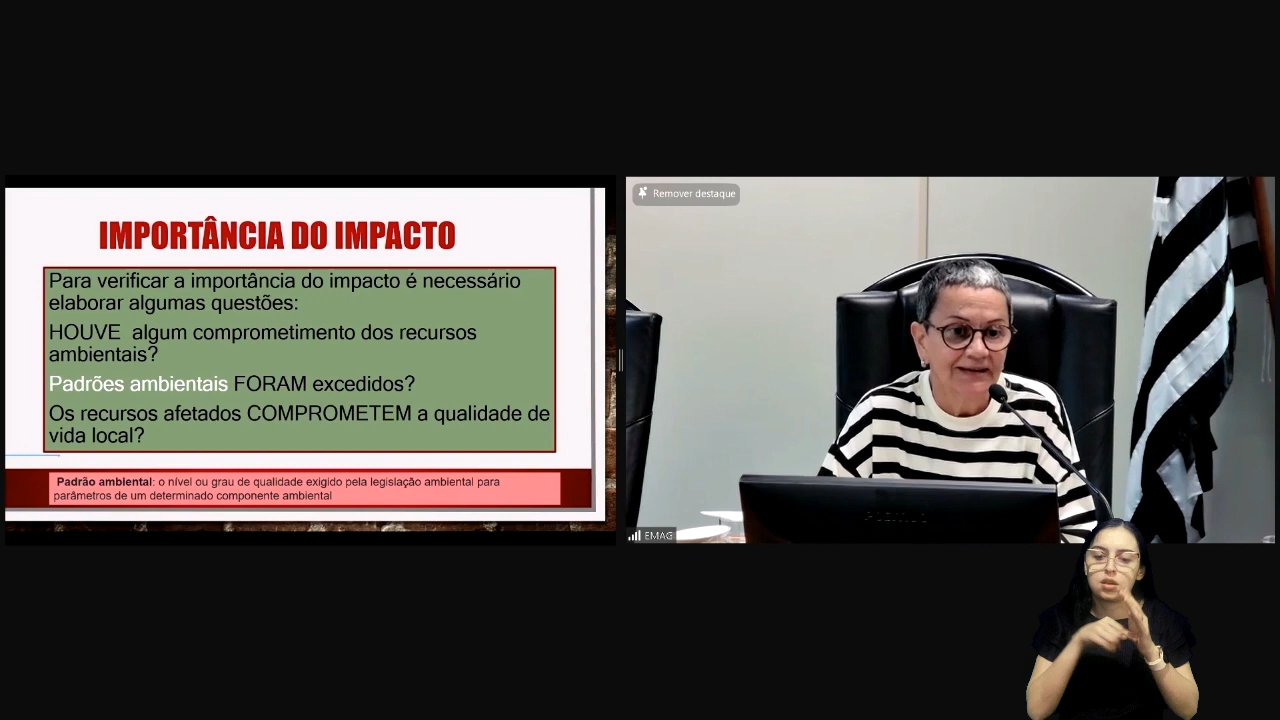 IMPORTÂNCIA DO IMPACTO
Para verificar a importância do impacto é necessário
elaborar algumas questões:
HOUVE  algum comprometimento dos recursos
ambientais?
Padrões ambientais FORAM excedidos?
Os recursos afetados COMPROMETEM a qualidade de
vida local?
Padrão ambiental: o nível ou grau de qualidade exigido pela legislação ambiental para
parâmetros de um determinado componente ambiental
Remover destaque
EMAG